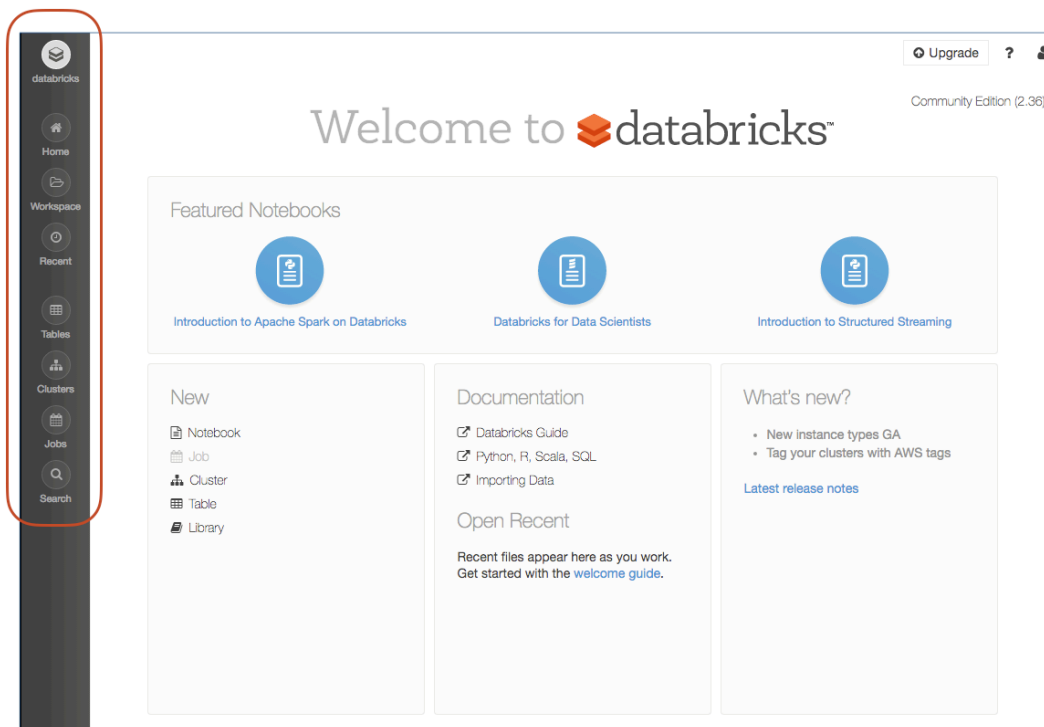 databricks
Home
Workspace
Recent
Tables
Clusters
Jobs
Search
Upgrade ?
Community Edition (2.36)
Welcome to databricks™
Featured Notebooks
Introduction to Apache Spark on Databricks
Databricks for Data Scientists
Introduction to Structured Streaming
New
Notebook
Job
Cluster
Table
Library
Documentation
Databricks Guide
Python, R, Scala, SQL
Importing Data
Open Recent
Recent files appear here as you work.
Get started with the welcome guide.
What's new?
• New instance types GA
• Tag your clusters with AWS tags
Latest release notes